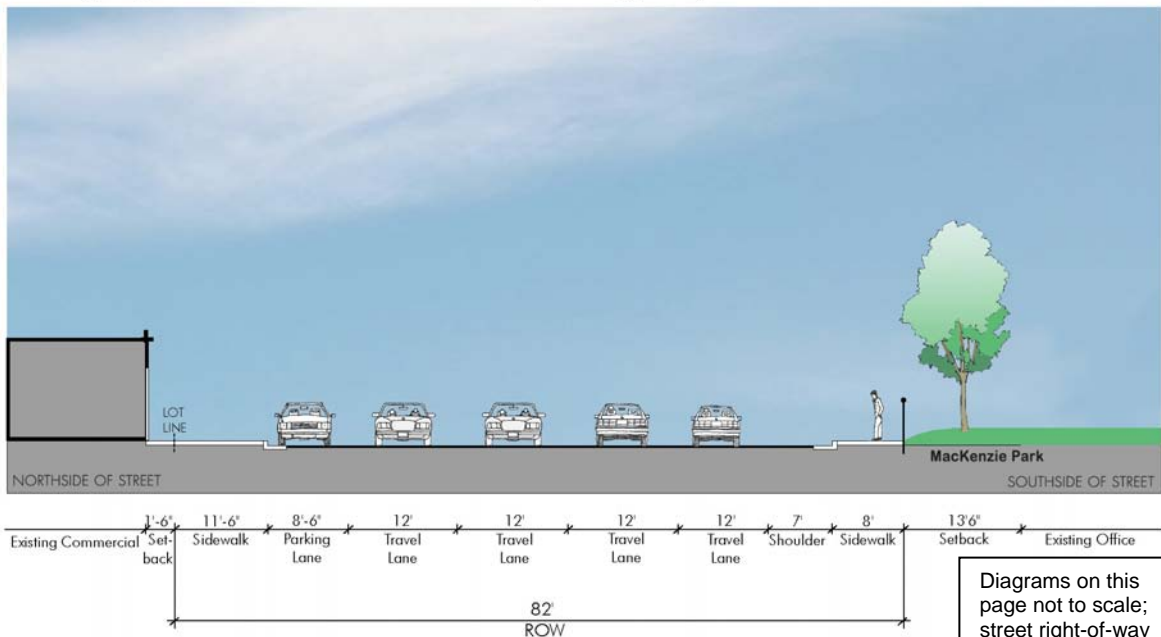 LOT
LINE
MacKenzie Park
NORTHSIDE OF STREET
SOUTHSIDE OF STREET
1'-6" 11'-6" 8'-6" 12' 12' 12' 12' 7' 8' 13'6"
Existing Commercial Set- Sidewalk Parking Travel Travel Travel Travel Shoulder Sidewalk Setback Existing Office
back Lane Lane Lane Lane Lane
82'
ROW
Diagrams on this
page not to scale;
street right-of-way